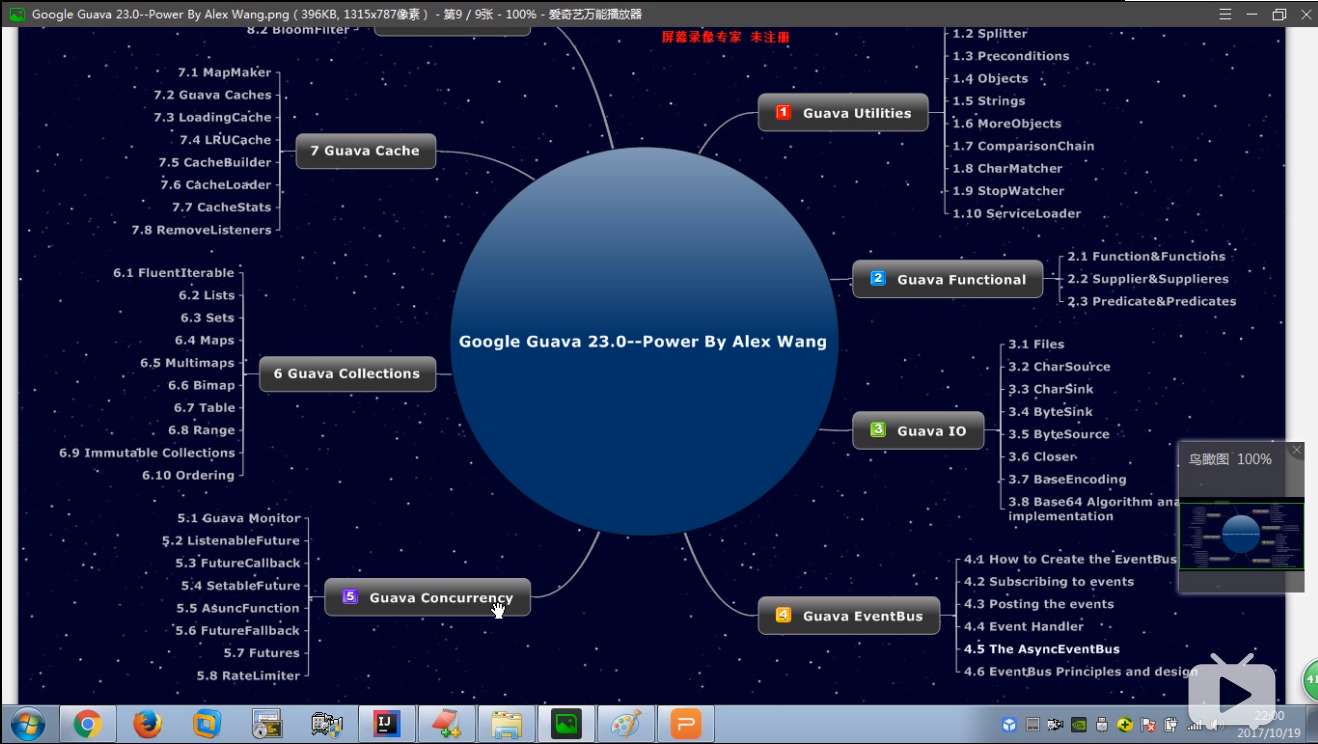 Google Guava 23.0--Power By Alex Wang.png ( 396KB, 1315x787像素 ) - 第9 / 9张 - 100% - 爱奇艺万能播放器
屏幕录像专家 未注册
8.2 BloomFilter
7.1 MapMaker
7.2 Guava Caches
7.3 LoadingCache
7.4 LRUCache
7.5 CacheBuilder
7.6 CacheLoader
7.7 CacheStats
7.8 RemoveListeners
7 Guava Cache
6.1 FluentIterable
6.2 Lists
6.3 Sets
6.4 Maps
6.5 Multimaps
6.6 Bimap
6.7 Table
6.8 Range
6.9 Immutable Collections
6.10 Ordering
6 Guava Collections
5.1 Guava Monitor
5.2 ListenableFuture
5.3 FutureCallback
5.4 SetableFuture
5.5 AsuncFunction
5.6 FutureFallback
5.7 Futures
5.8 RateLimiter
5 Guava Concurrency
Google Guava 23.0--Power By Alex Wang
1 Guava Utilities
1.2 Splitter
1.3 Preconditions
1.4 Objects
1.5 Strings
1.6 MoreObjects
1.7 ComparisonChain
1.8 CharMatcher
1.9 StopWatcher
1.10 ServiceLoader
2 Guava Functional
2.1 Function&Functions
2.2 Supplier&Supplieres
2.3 Predicate&Predicates
3 Guava IO
3.1 Files
3.2 CharSource
3.3 CharSink
3.4 ByteSink
3.5 ByteSource
3.6 Closer
3.7 BaseEncoding
3.8 Base64 Algorithm ana
implementation
4 Guava EventBus
4.1 How to Create the EventBus
4.2 Subscribing to events
4.3 Posting the events
4.4 Event Handler
4.5 The AsyncEventBus
4.6 EventBus Principles and design
鸟瞰图 100%
41
IJ
22:00
2017/10/19